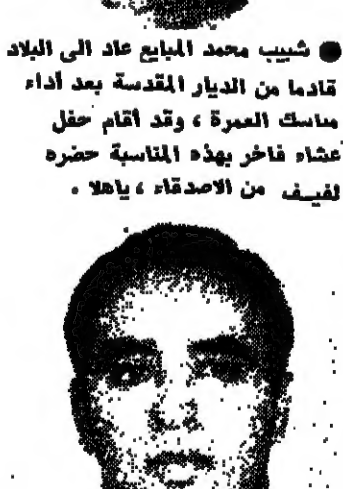 ● شبيب محمد المبايع عاد الى البلاد
قادما من الديار المقدسة بعد أداء
مناسك العمرة ، وقد أقام حفل
عشاء فاخر بهذه المناسبة حضره
لفيف من الاصدقاء ، ياهلا .